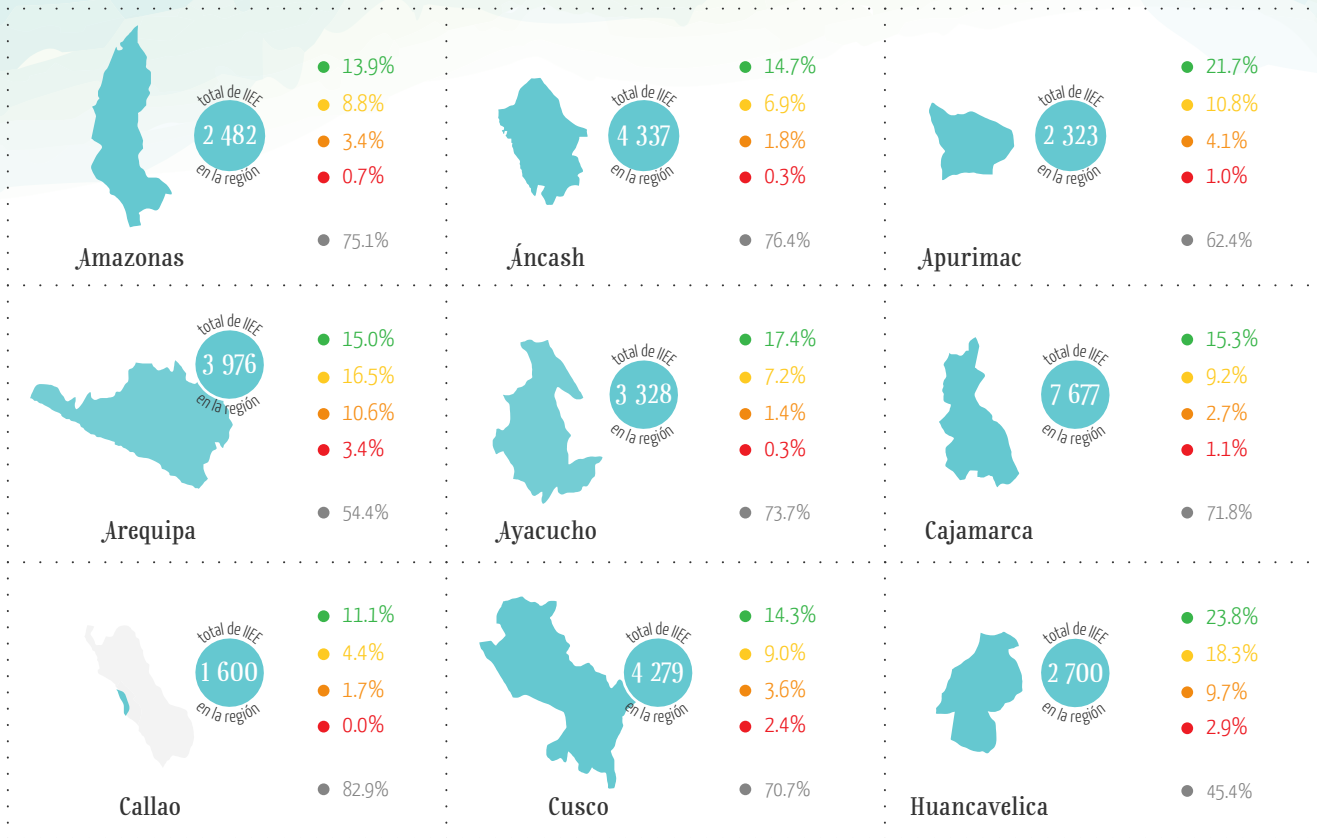 total de IIEE
2 482
en la región
13.9%
8.8%
3.4%
0.7%
75.1%
Amazonas
total de IIEE
4 337
en la región
14.7%
6.9%
1.8%
0.3%
76.4%
Áncash
total de IIEE
2 323
en la región
21.7%
10.8%
4.1%
1.0%
62.4%
Apurimac
total de IIEE
3 976
en la región
15.0%
16.5%
10.6%
3.4%
54.4%
Arequipa
total de IIEE
3 328
en la región
17.4%
7.2%
1.4%
0.3%
73.7%
Ayacucho
total de IIEE
7 677
en la región
15.3%
9.2%
2.7%
1.1%
71.8%
Cajamarca
total de IIEE
1 600
en la región
11.1%
4.4%
1.7%
0.0%
82.9%
Callao
total de IIEE
4 279
en la región
14.3%
9.0%
3.6%
2.4%
70.7%
Cusco
total de IIEE
2 700
en la región
23.8%
18.3%
9.7%
2.9%
45.4%
Huancavelica